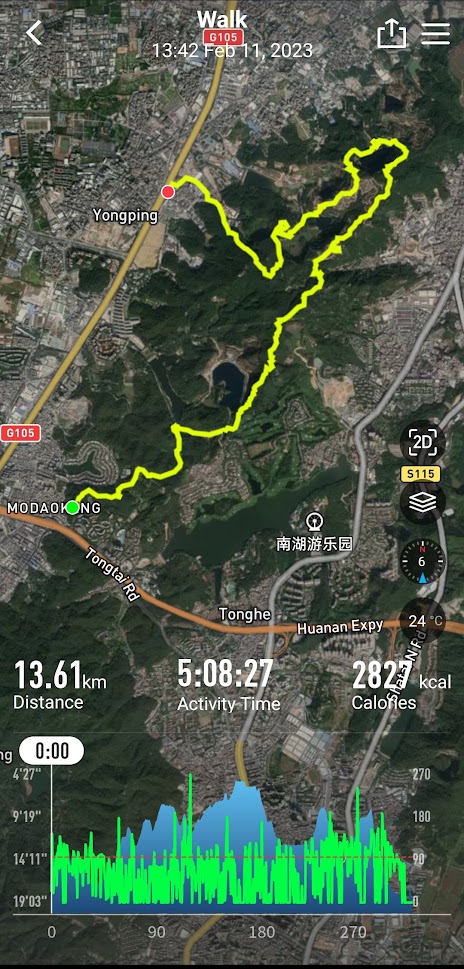 Walk
G105
13:42 Feb 11, 2023
Yongping
G105
2D
S115
MODAOKENG
南湖游乐园
N
6
Tongtai Rd
Tonghe
Huanan Expy
24 °C
13.61km
5:08:27
2827 kcal
Distance
Activity Time
Calories
ng
0:00
4'27"
270
9'19"
180
14'11"
90
19'03"
0
0
90
180
270